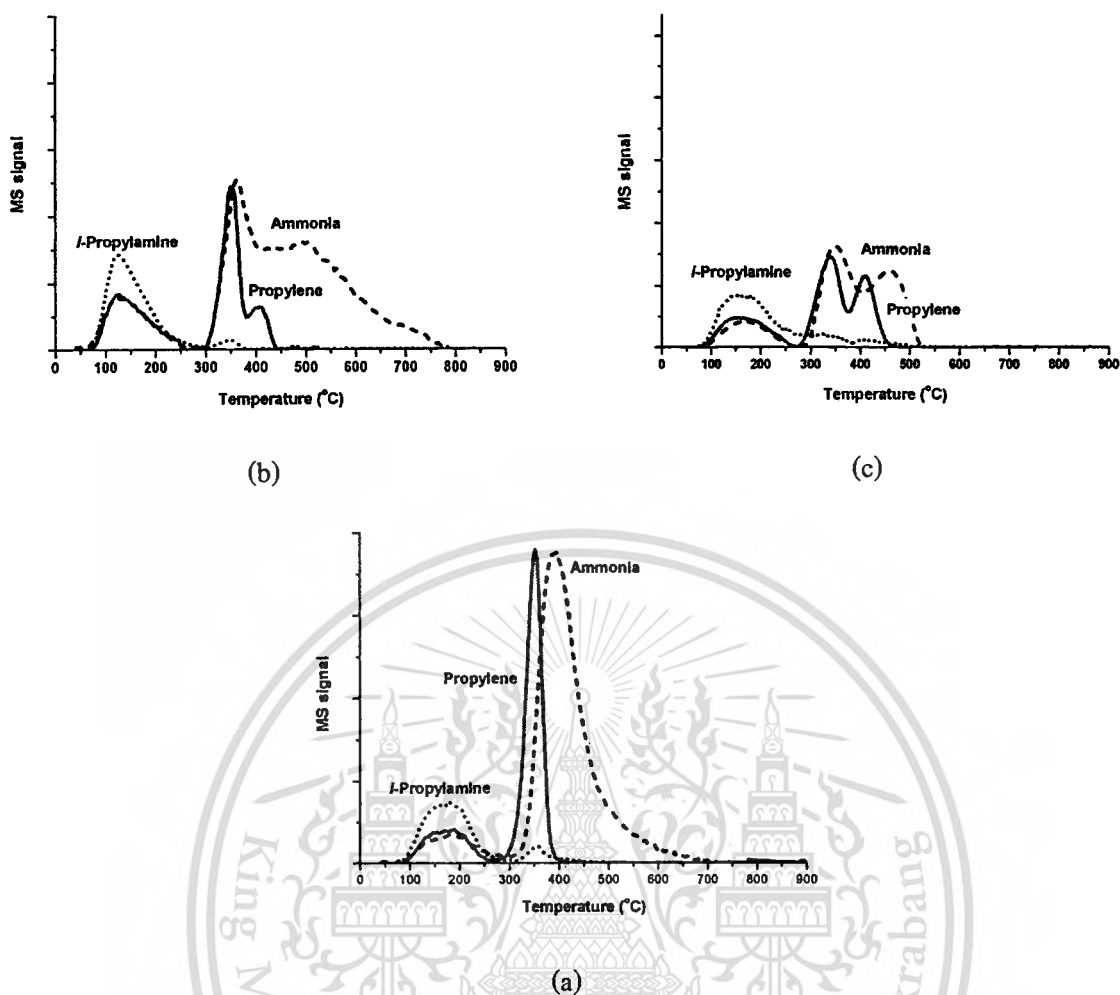 MS signal
i-Propylamine
Ammonia
Propylene
0 100 200 300 400 500 600 700 800 900
Temperature (°C)
(b)
MS signal
i-Propylamine
Ammonia
Propylene
0 100 200 300 400 500 600 700 800 900
Temperature (°C)
(c)
MS signal
Ammonia
Propylene
i-Propylamine
0 100 200 300 400 500 600 700 800 900
Temperature (°C)
(a)
King M
krabang